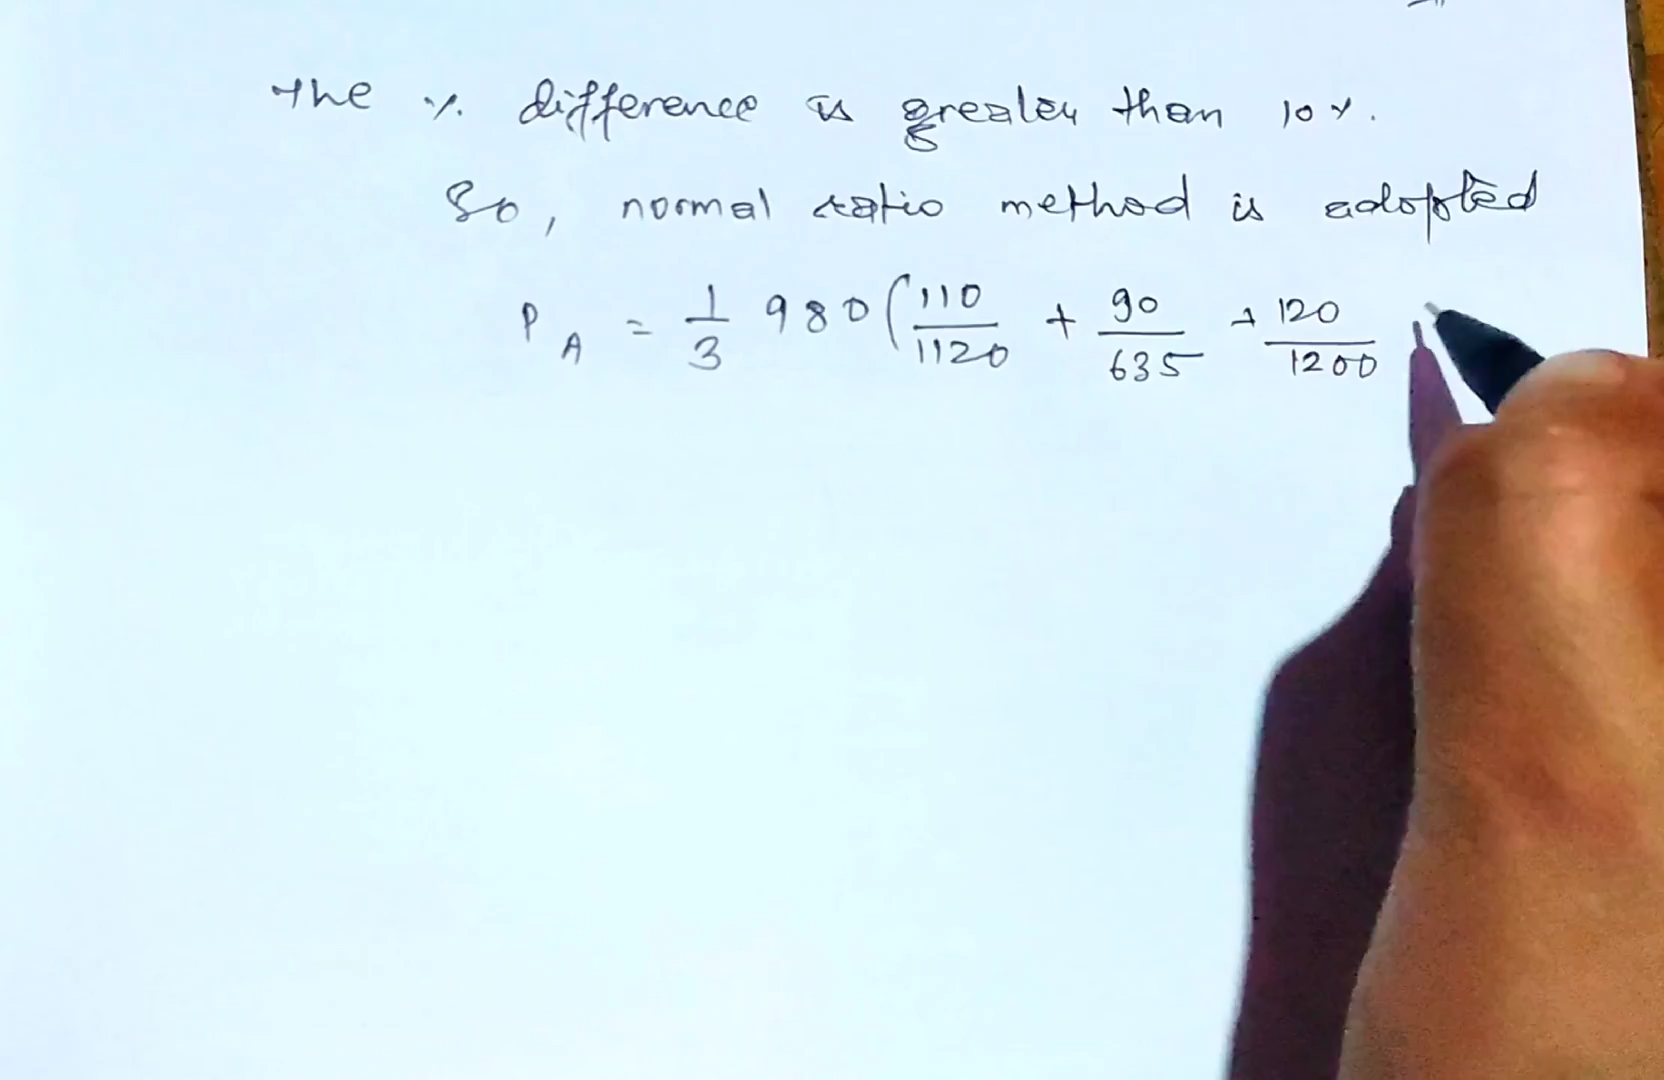 The % difference is greater than 10%.
So, normal ratio method is adopted
P_A = 1/3 980 (110/1120 + 90/635 + 120/1200